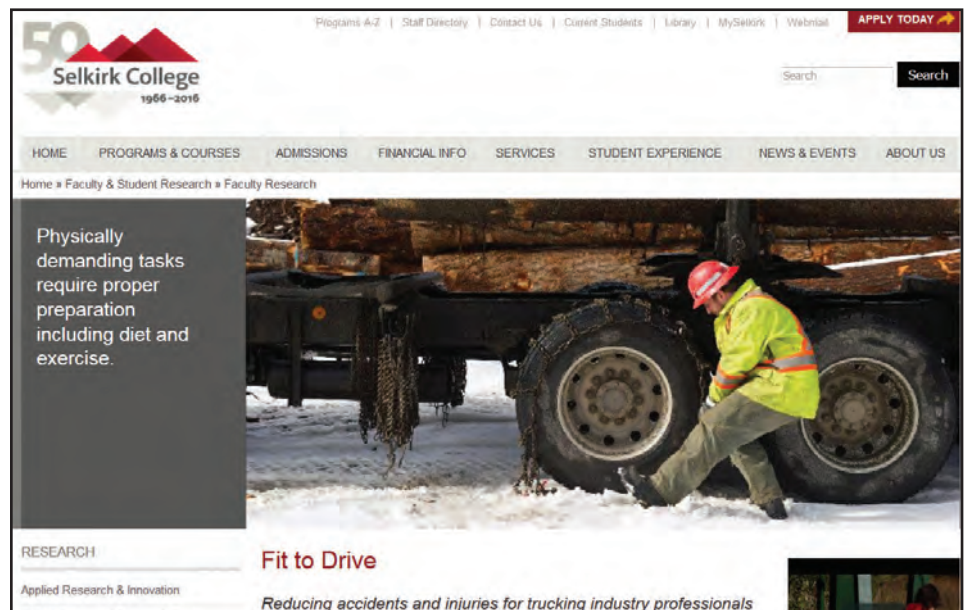 Programs A-Z | Staff Directory | Contact Us | Current Students | Library | MySelkirk | Webmail
APPLY TODAY
50
Selkirk College
1966–2016
Search
Search
HOME PROGRAMS & COURSES ADMISSIONS FINANCIAL INFO SERVICES STUDENT EXPERIENCE NEWS & EVENTS ABOUT US
Home » Faculty & Student Research » Faculty Research
Physically
demanding tasks
require proper
preparation
including diet and
exercise.
RESEARCH
Applied Research & Innovation
Fit to Drive
Reducing accidents and injuries for trucking industry professionals